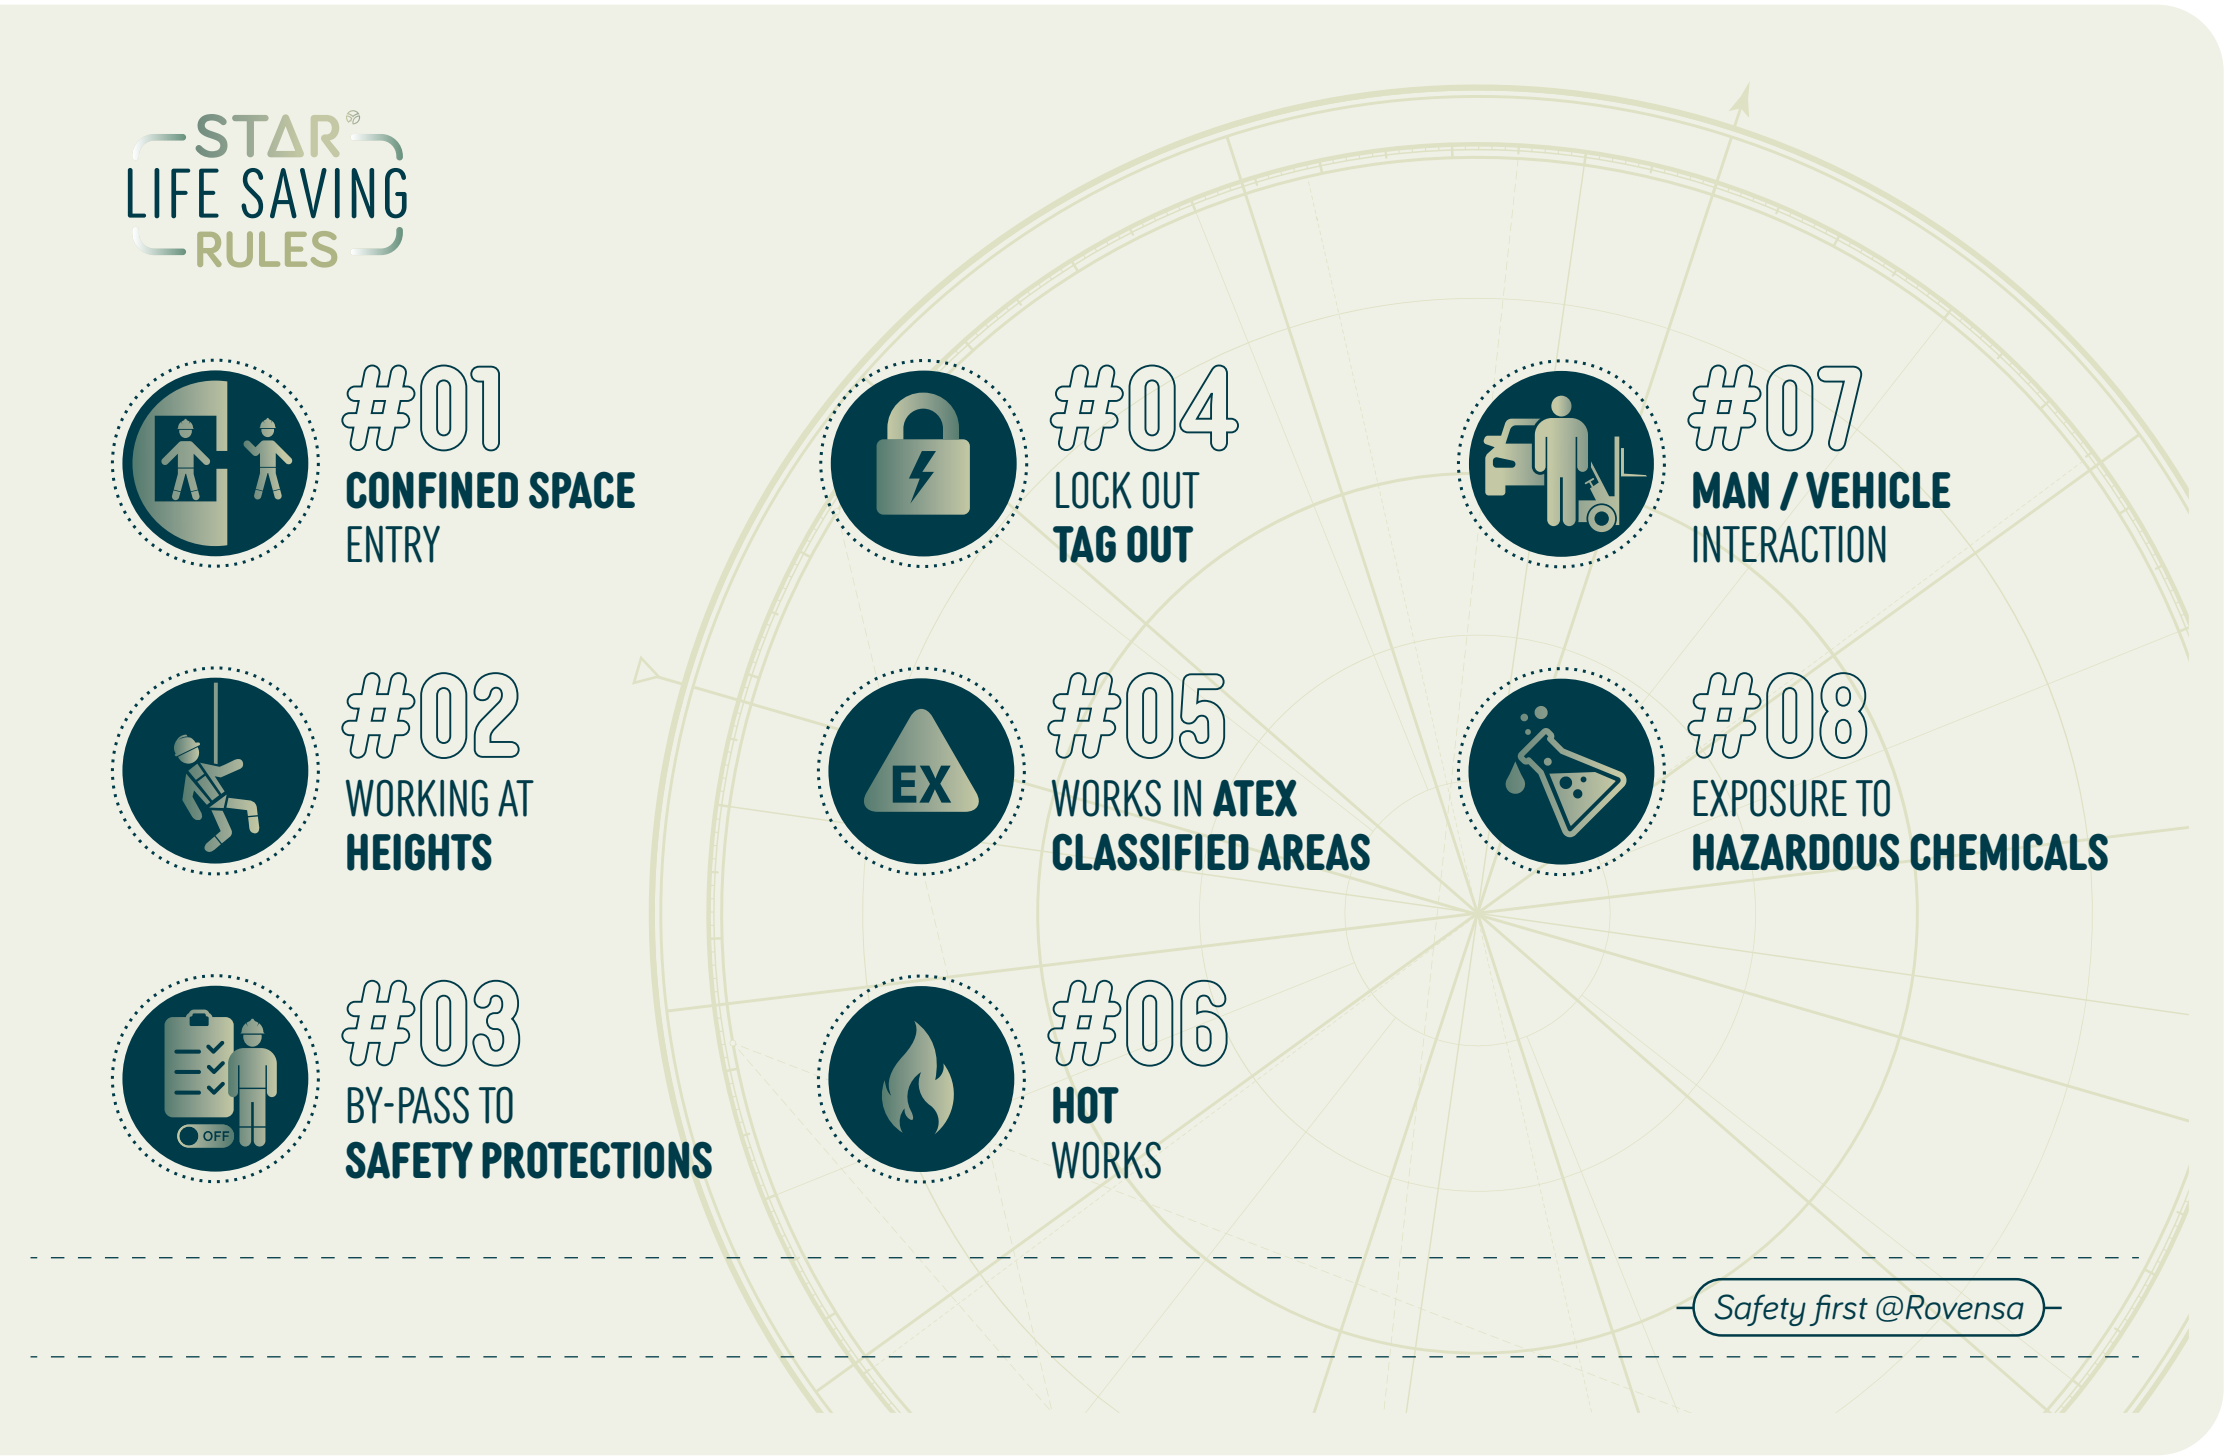 STAR
LIFE SAVING
RULES
#01
CONFINED SPACE
ENTRY
#02
WORKING AT
HEIGHTS
#03
BY-PASS TO
SAFETY PROTECTIONS
OFF
#04
LOCK OUT
TAG OUT
#05
WORKS IN ATEX
CLASSIFIED AREAS
EX
#06
HOT
WORKS
#07
MAN / VEHICLE
INTERACTION
#08
EXPOSURE TO
HAZARDOUS CHEMICALS
Safety first @Rovensa